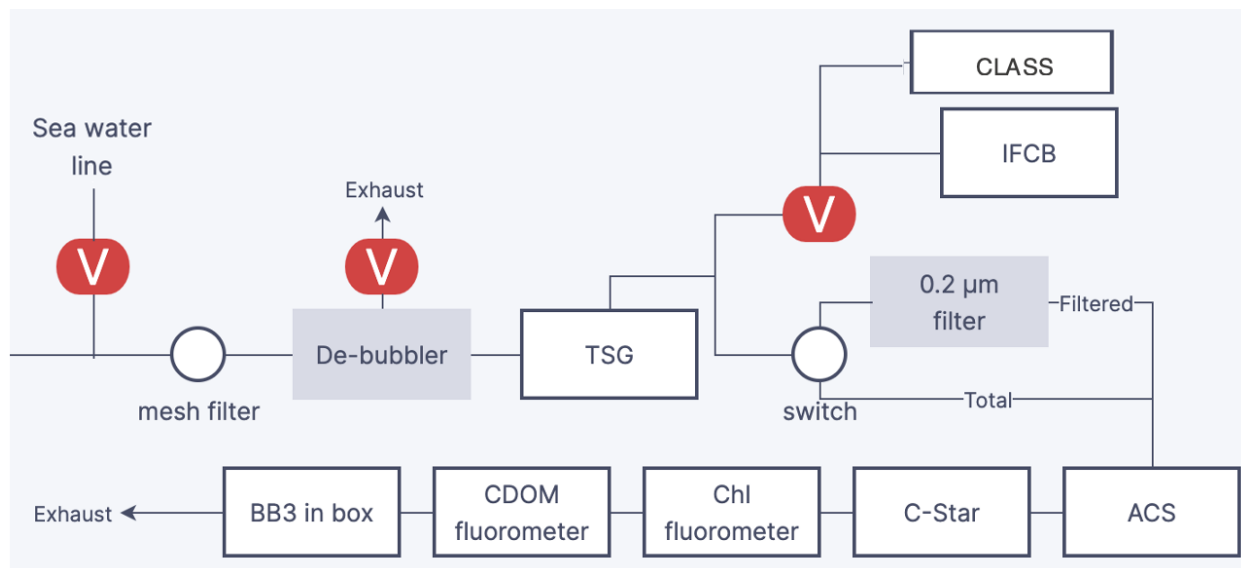 CLASS
Sea water
line
IFCB
Exhaust
V
V
V
0.2 µm
filter
Filtered
De-bubbler
TSG
mesh filter
switch
Total
Exhaust
BB3 in box
CDOM
fluorometer
Chl
fluorometer
C-Star
ACS